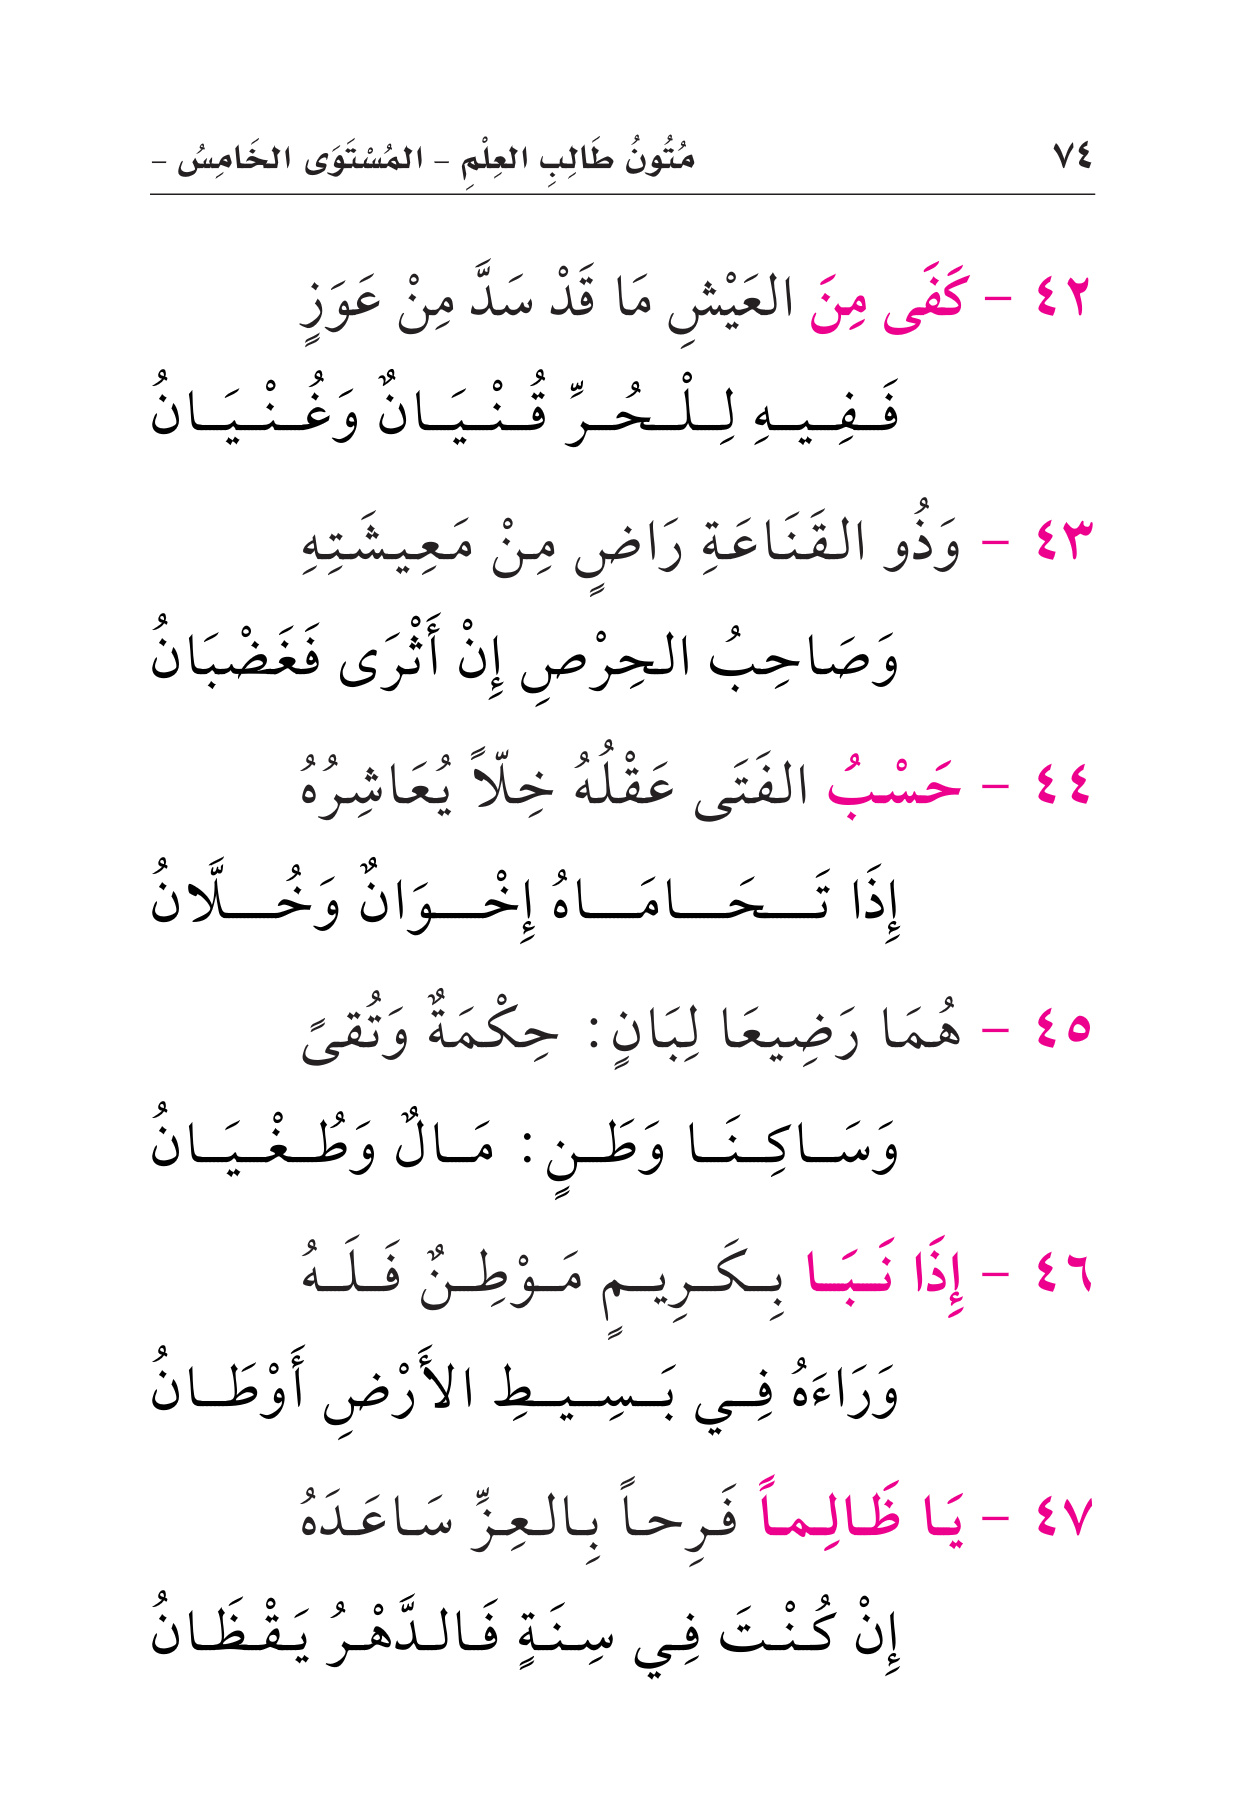 ٧٤ مُتُونُ طَالِبِ العِلْمِ – المُسْتَوَى الخَامِسُ –
٤٢ – كَفَى مِنَ العَيْشِ مَا قَدْ سَدَّ مِنْ عَوَزٍ
فَفِيهِ لِلْحُرِّ قُنْيَانٌ وَغُنْيَانُ
٤٣ – وَذُو القَنَاعَةِ رَاضٍ مِنْ مَعِيشَتِهِ
وَصَاحِبُ الحِرْصِ إِنْ أَثْرَى فَغَضْبَانُ
٤٤ – حَسْبُ الفَتَى عَقْلُهُ خِلّاً يُعَاشِرُهُ
إِذَا تَحَامَاهُ إِخْوَانٌ وَخُلَّانُ
٤٥ – هُمَا رَضِيعَا لِبَانٍ: حِكْمَةٌ وَتُقىً
وَسَاكِنَا وَطَنٍ: مَالٌ وَطُغْيَانُ
٤٦ – إِذَا نَبَا بِكَرِيمٍ مَوْطِنٌ فَلَهُ
وَرَاءَهُ فِي بَسِيطِ الأَرْضِ أَوْطَانُ
٤٧ – يَا ظَالِماً فَرِحاً بِالعِزِّ سَاعَدَهُ
إِنْ كُنْتَ فِي سِنَةٍ فَالدَّهْرُ يَقْظَانُ